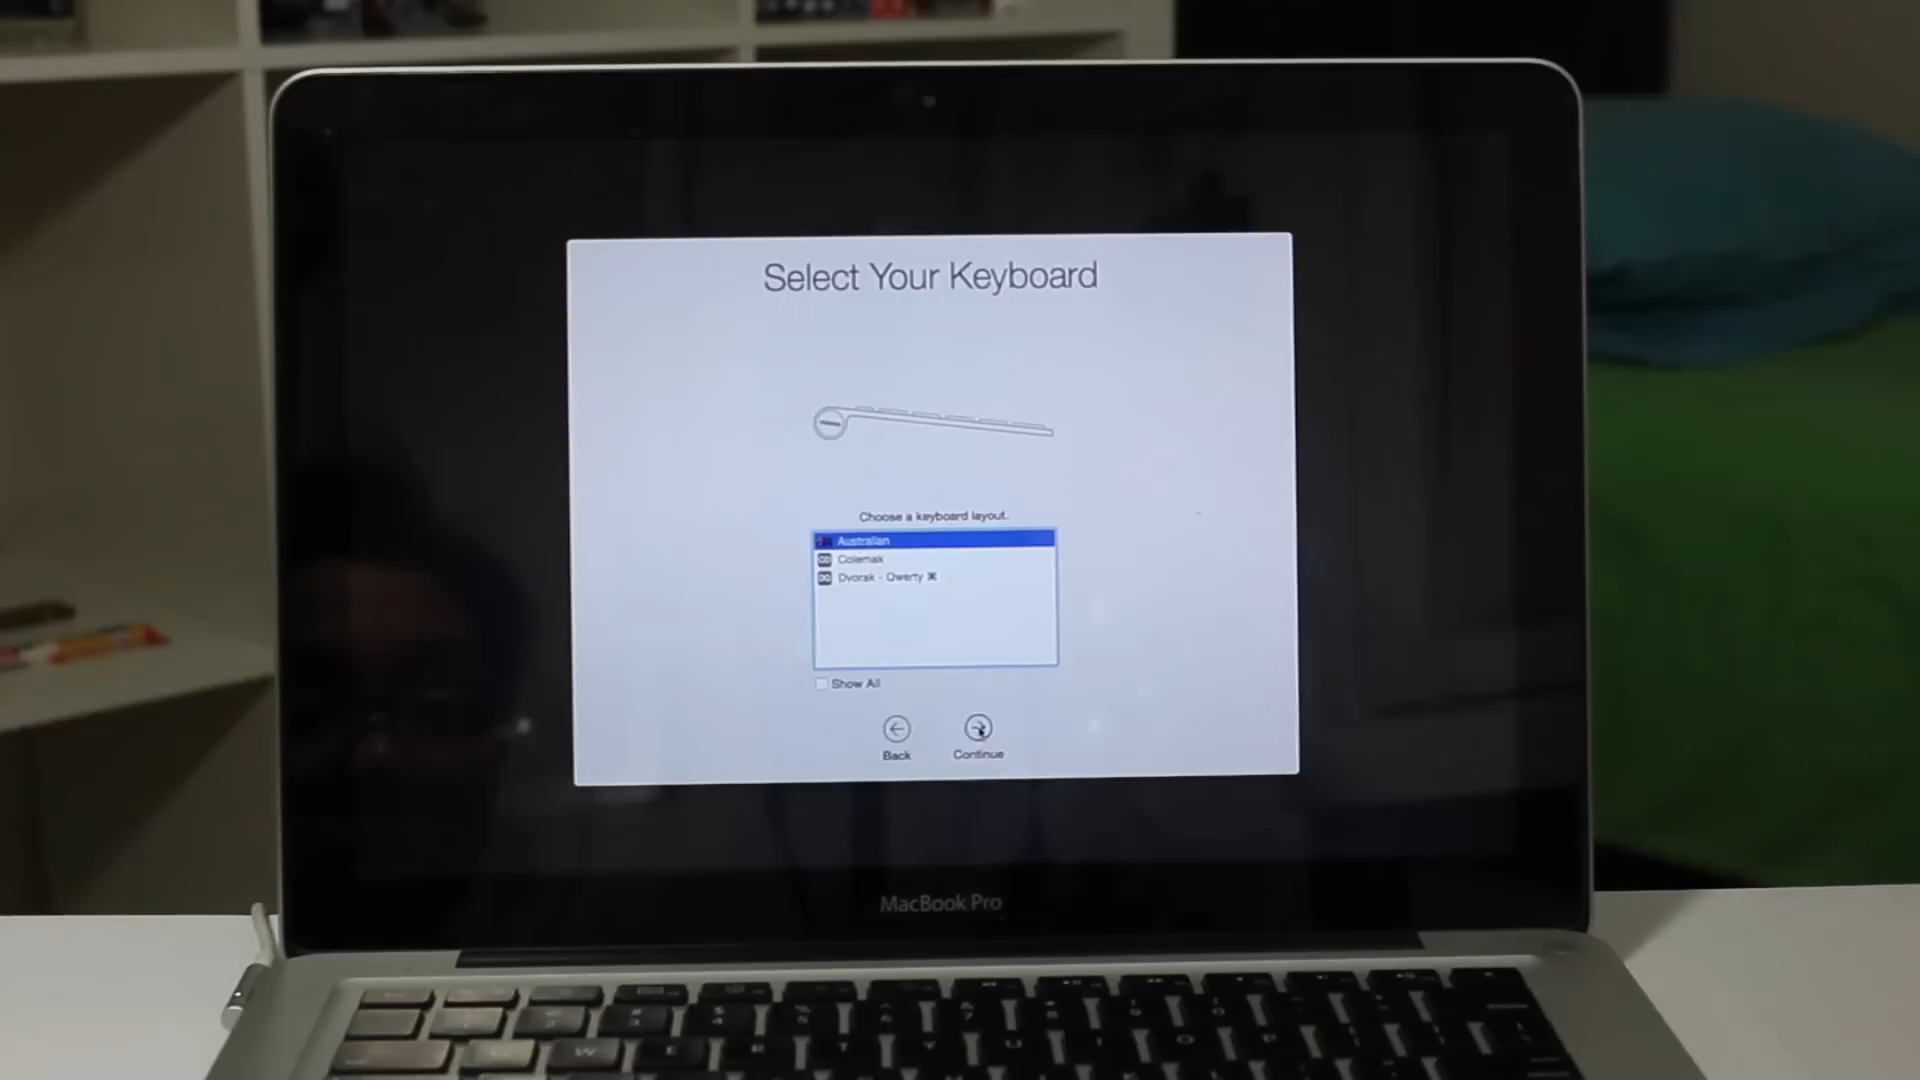 Select Your Keyboard
Choose a keyboard layout.
Australian
Colemak
Dvorak - Qwerty ⌘
Show All
Back
Continue
MacBook Pro